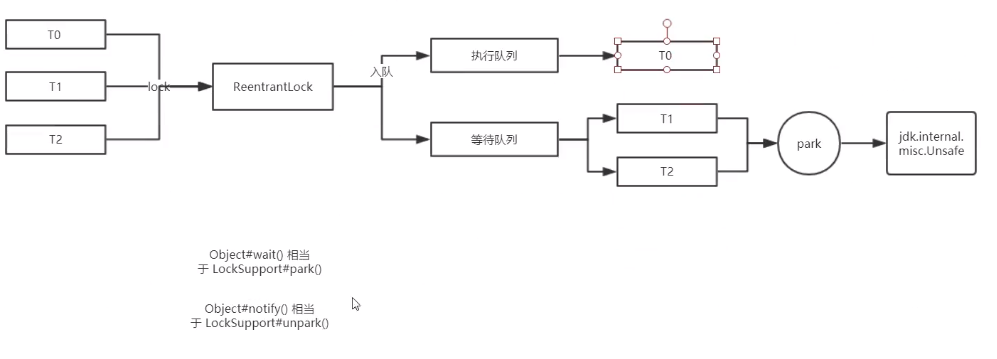 T0
T1
T2
lock
ReentrantLock
入队
执行队列
T0
等待队列
T1
T2
park
jdk.internal.
misc.Unsafe
Object#wait() 相当
于 LockSupport#park()
Object#notify() 相当
于 LockSupport#unpark()